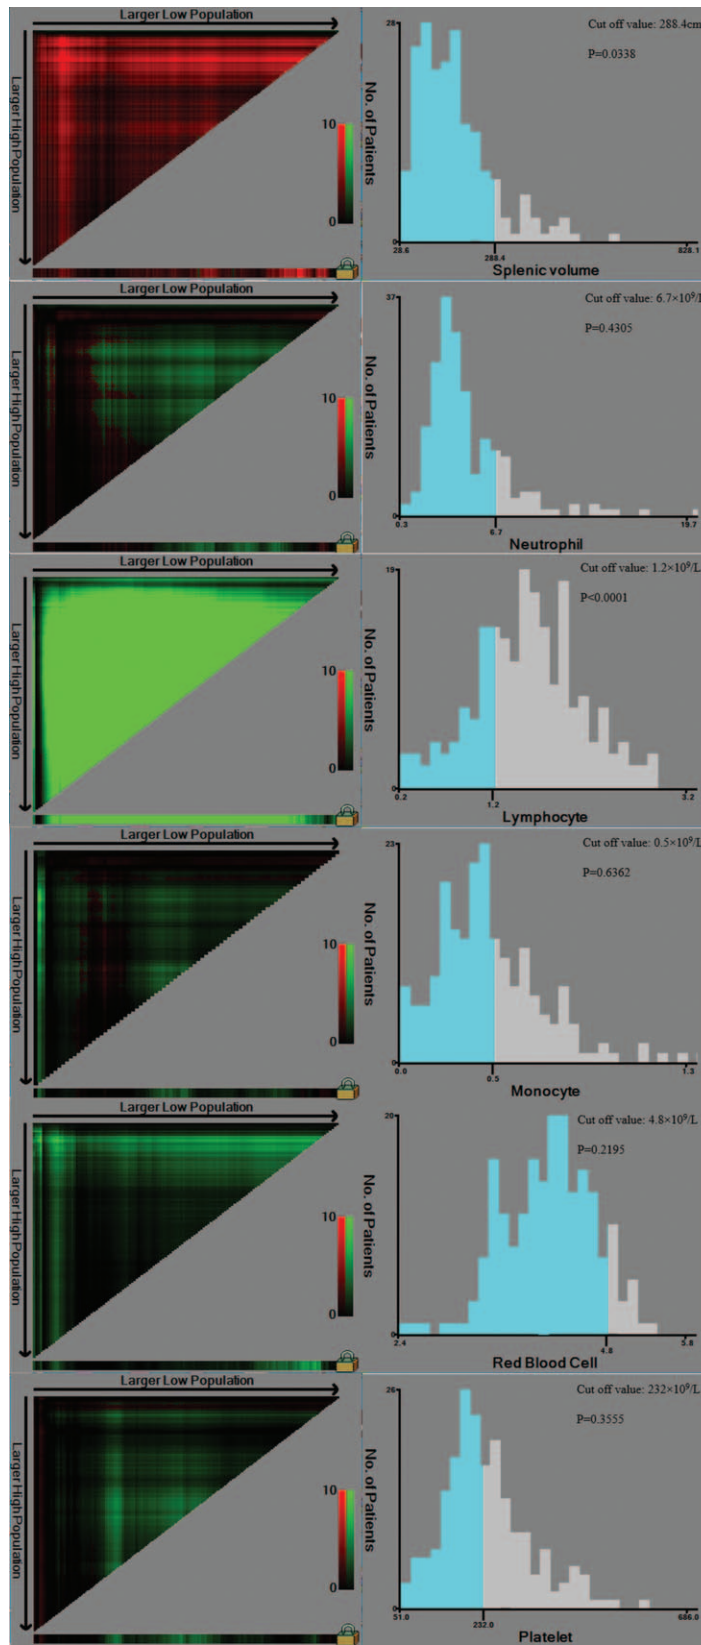 Larger Low Population
Larger High Population
10
0
No. of Patients
28
0
28.6
288.4
828.1
Splenic volume
Cut off value: 288.4cm
P=0.0338
Larger Low Population
Larger High Population
10
0
No. of Patients
37
0
0.3
6.7
19.7
Neutrophil
Cut off value: 6.7×10⁹/L
P=0.4305
Larger Low Population
Larger High Population
10
0
No. of Patients
19
0
0.2
1.2
3.2
Lymphocyte
Cut off value: 1.2×10⁹/L
P<0.0001
Larger Low Population
Larger High Population
10
0
No. of Patients
23
0
0.0
0.5
1.3
Monocyte
Cut off value: 0.5×10⁹/L
P=0.6362
Larger Low Population
Larger High Population
10
0
No. of Patients
20
0
2.4
4.8
5.8
Red Blood Cell
Cut off value: 4.8×10⁹/L
P=0.2195
Larger Low Population
Larger High Population
10
0
No. of Patients
26
0
51.0
232.0
686.0
Platelet
Cut off value: 232×10⁹/L
P=0.3555